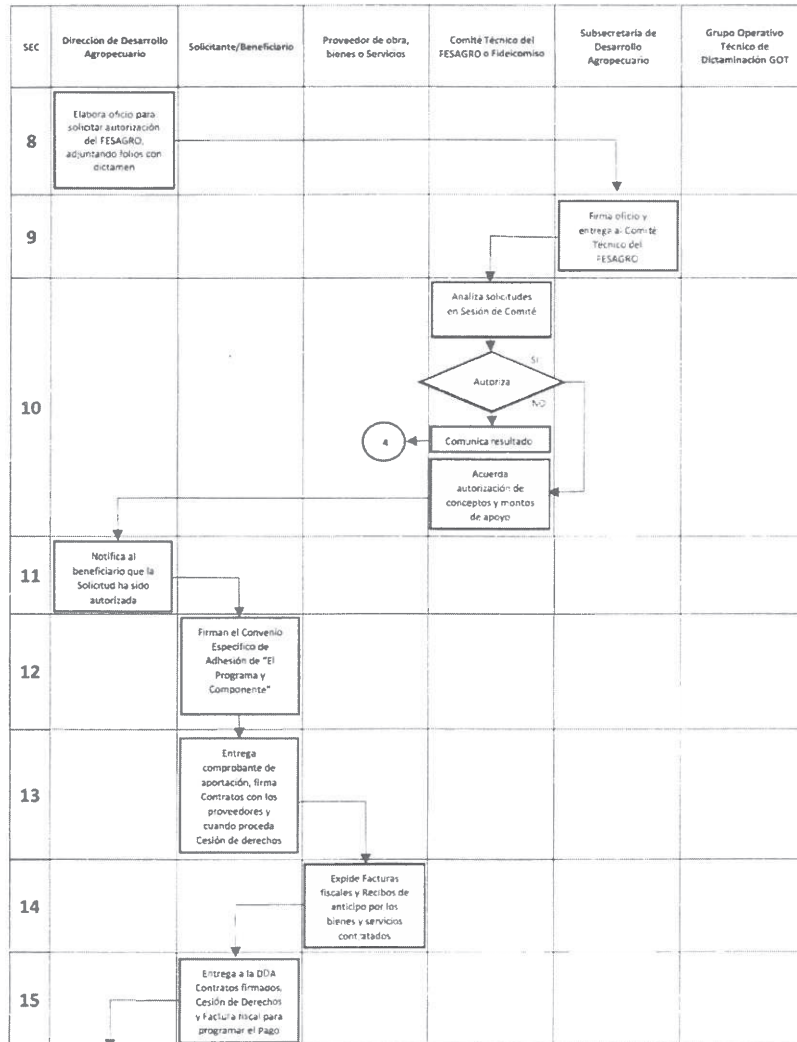 SEC
Dirección de Desarrollo
Agropecuario
Solicitante/Beneficiario
Proveedor de obra,
bienes o Servicios
Comité Técnico del
FESAGRO o Fideicomiso
Subsecretaria de
Desarrollo
Agropecuario
Grupo Operativo
Técnico de
Dictaminación GOT
8
Elabora oficio para
solicitar autorización
del FESAGRO,
adjuntando folios con
dictamen
9
Firma oficio y
entrega al Comité
Técnico del
FESAGRO
10
Analiza solicitudes
en Sesión de Comité
SI
Autoriza
NO
4
Comunica resultado
Acuerda
autorización de
conceptos y montos
de apoyo
11
Notifica al
beneficiario que la
Solicitud ha sido
autorizada
12
Firman el Convenio
Específico de
Adhesión de "El
Programa y
Componente"
13
Entrega
comprobante de
aportación, firma
Contratos con los
proveedores y
cuando proceda
Cesión de derechos
14
Expide Facturas
fiscales y Recibos de
anticipo por los
bienes y servicios
contratados
15
Entrega a la DDA
Contratos firmados,
Cesión de Derechos
y Factura fiscal para
programar el Pago